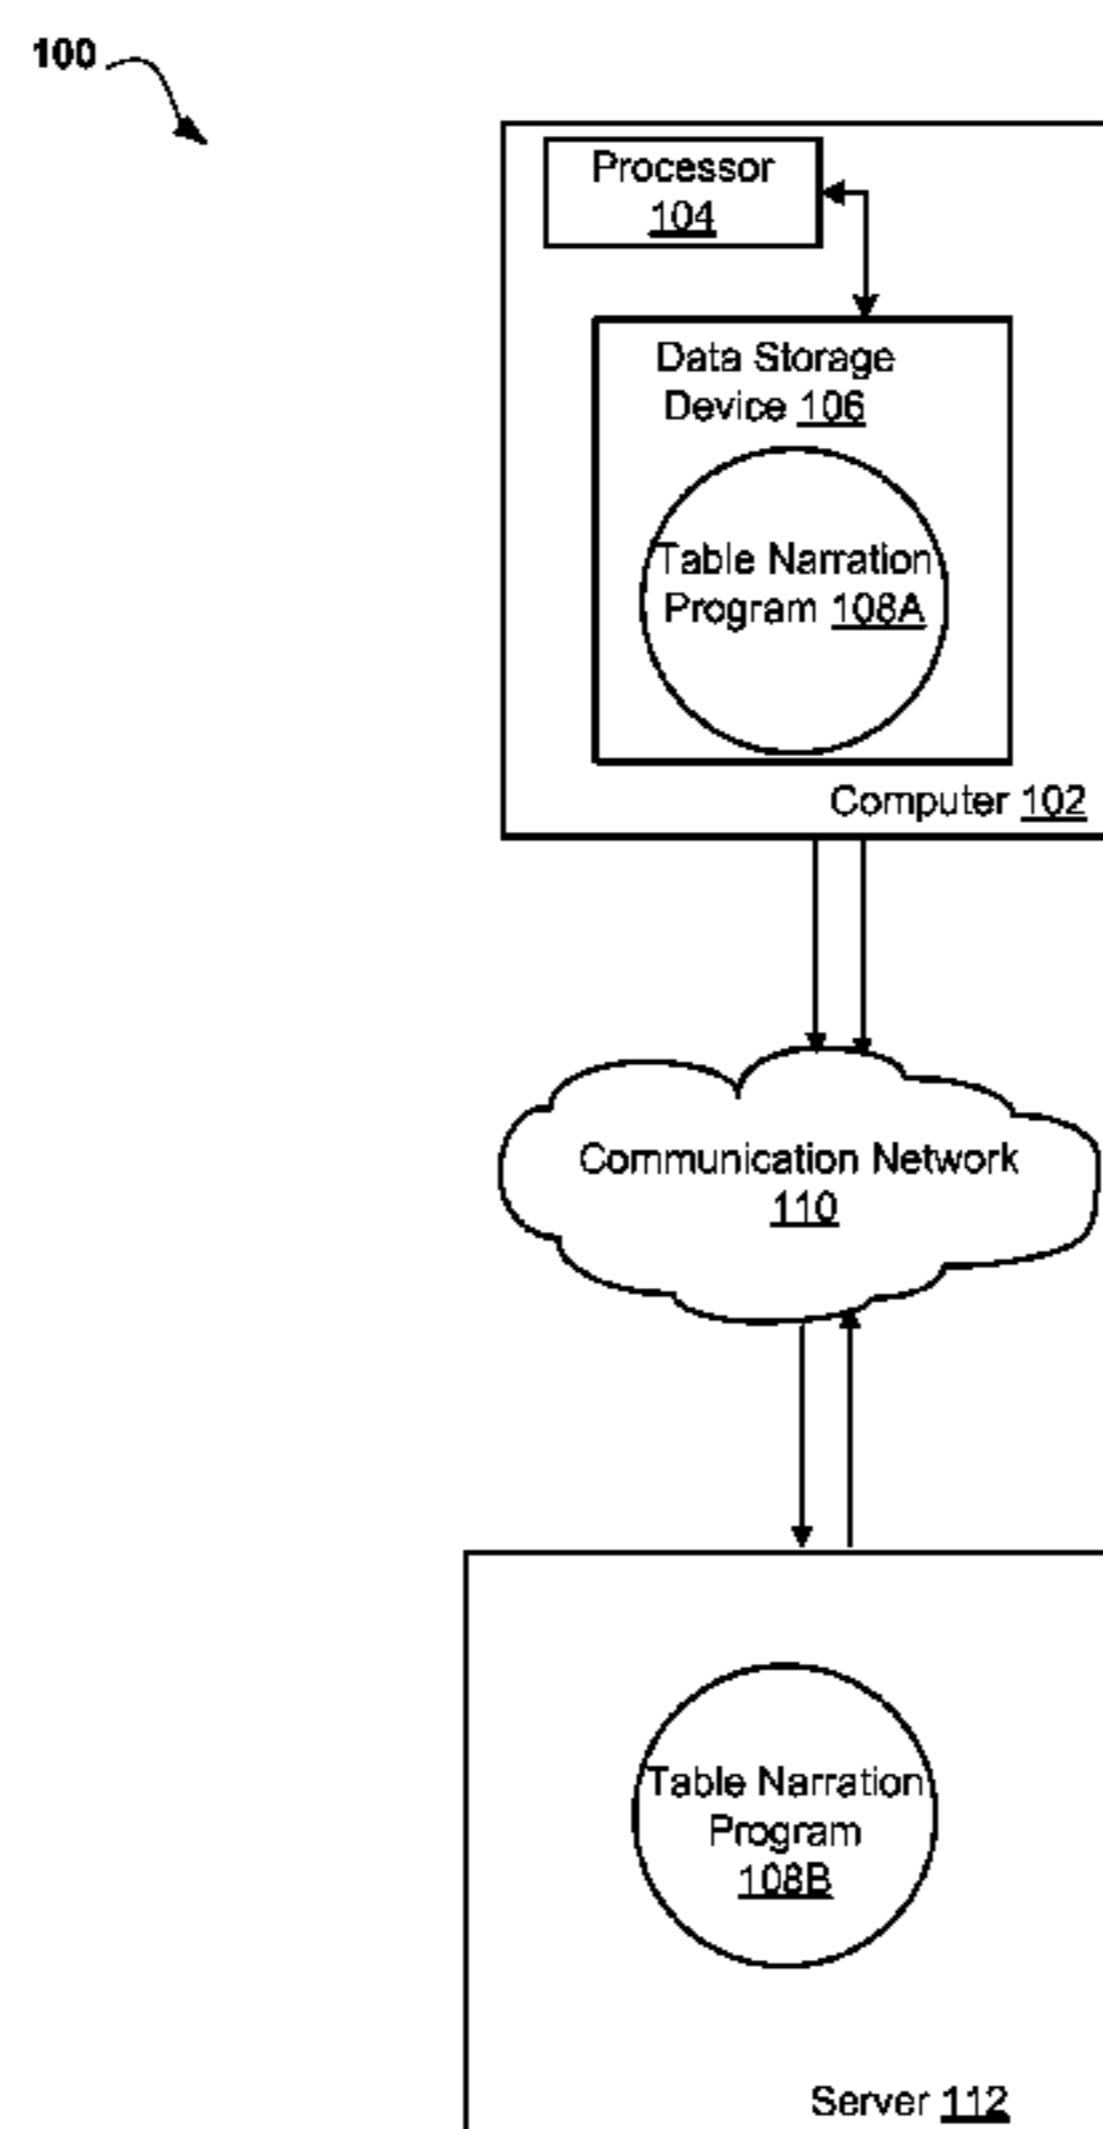 100
Processor
104
Data Storage
Device 106
Table Narration
Program 108A
Computer 102
Communication Network
110
Table Narration
Program
108B
Server 112